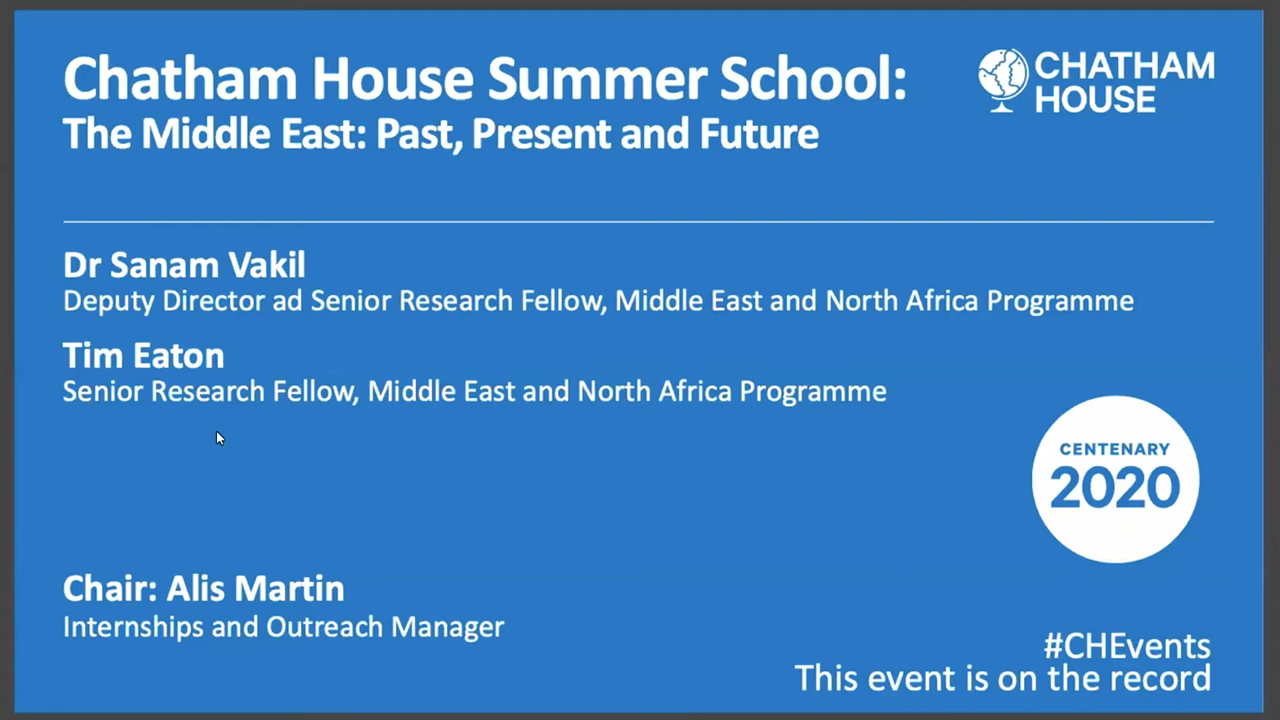 Chatham House Summer School:
The Middle East: Past, Present and Future
CHATHAM
HOUSE
Dr Sanam Vakil
Deputy Director ad Senior Research Fellow, Middle East and North Africa Programme
Tim Eaton
Senior Research Fellow, Middle East and North Africa Programme
CENTENARY
2020
Chair: Alis Martin
Internships and Outreach Manager
#CHEvents
This event is on the record